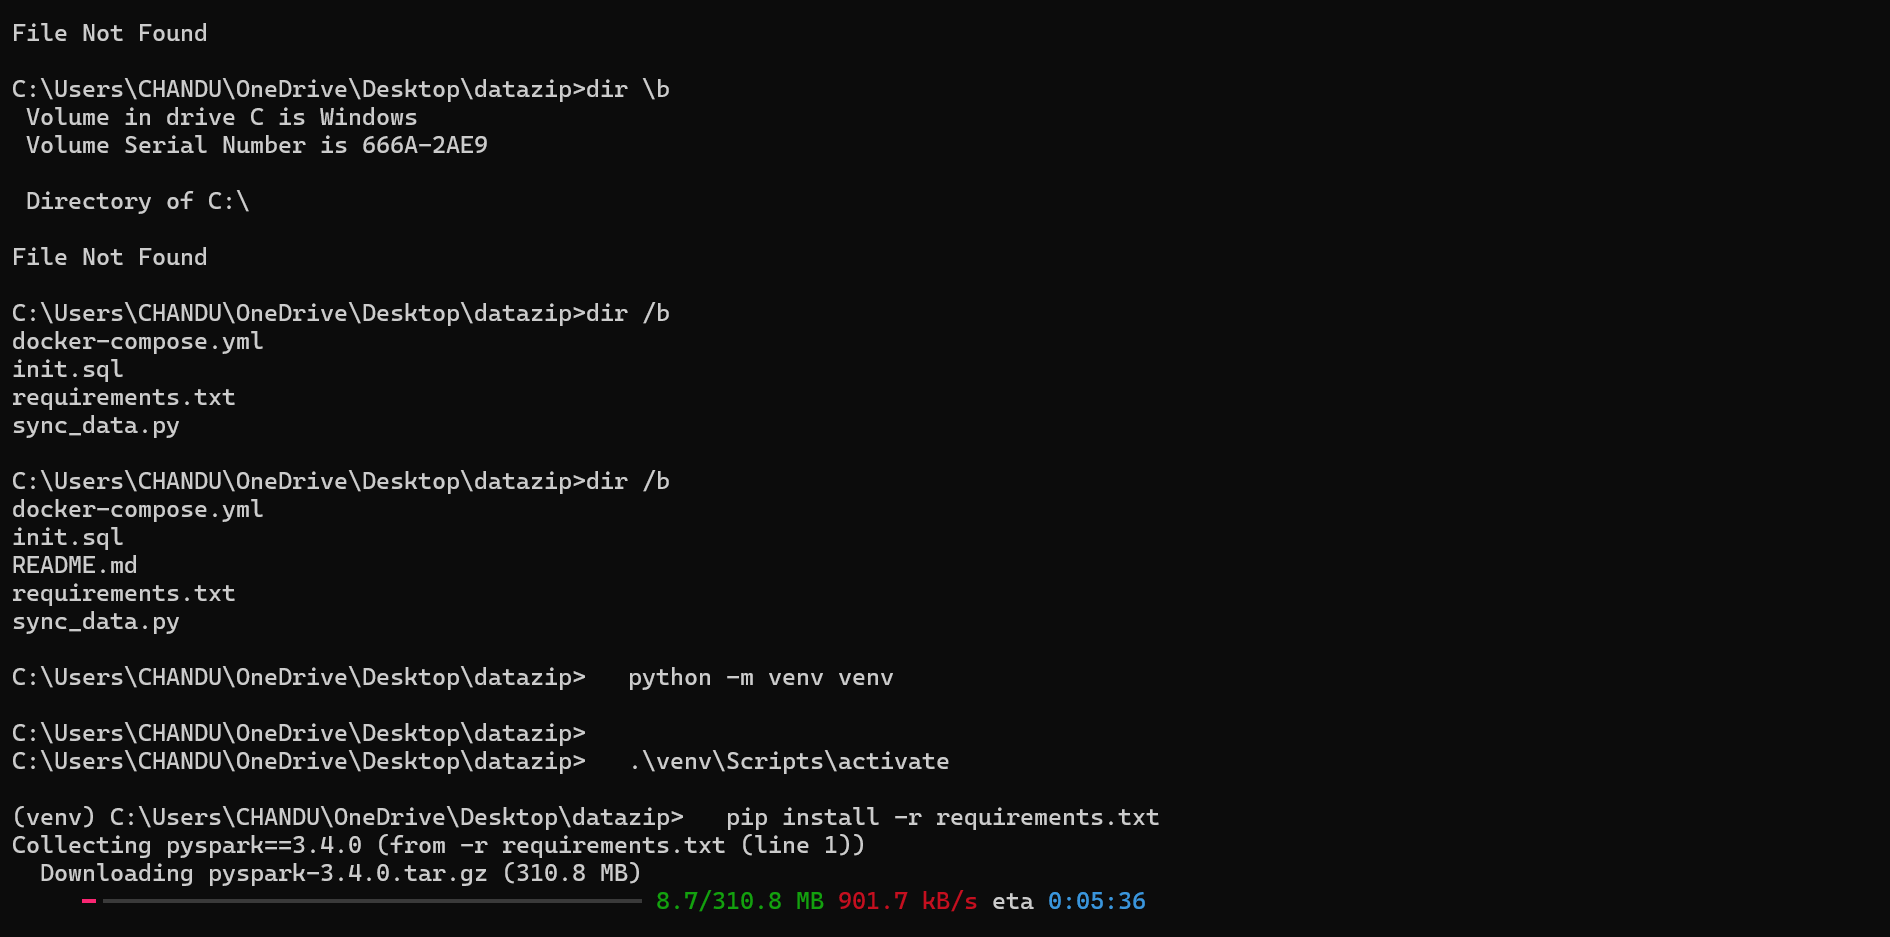 File Not Found
C:\Users\CHANDU\OneDrive\Desktop\datazip>dir \b
Volume in drive C is Windows
Volume Serial Number is 666A-2AE9
Directory of C:\
File Not Found
C:\Users\CHANDU\OneDrive\Desktop\datazip>dir /b
docker-compose.yml
init.sql
requirements.txt
sync_data.py
C:\Users\CHANDU\OneDrive\Desktop\datazip>dir /b
docker-compose.yml
init.sql
README.md
requirements.txt
sync_data.py
C:\Users\CHANDU\OneDrive\Desktop\datazip>   python -m venv venv
C:\Users\CHANDU\OneDrive\Desktop\datazip>
C:\Users\CHANDU\OneDrive\Desktop\datazip>   .\venv\Scripts\activate
(venv) C:\Users\CHANDU\OneDrive\Desktop\datazip>   pip install -r requirements.txt
Collecting pyspark==3.4.0 (from -r requirements.txt (line 1))
Downloading pyspark-3.4.0.tar.gz (310.8 MB)
8.7/310.8 MB 901.7 kB/s eta 0:05:36